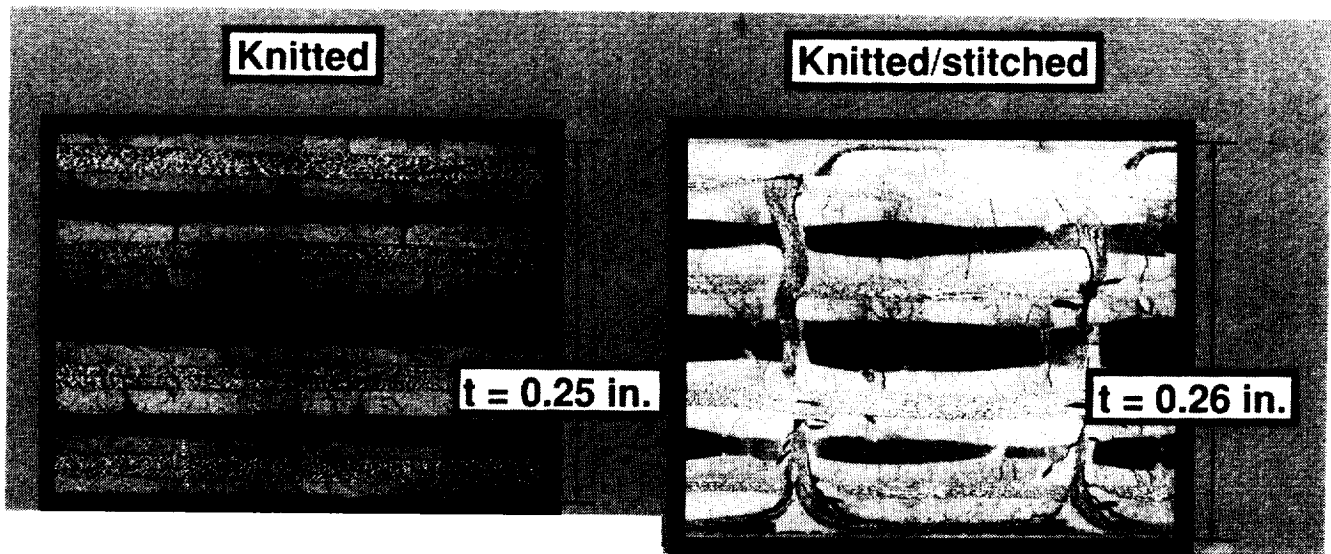 Knitted
Knitted/stitched
t = 0.25 in.
t = 0.26 in.